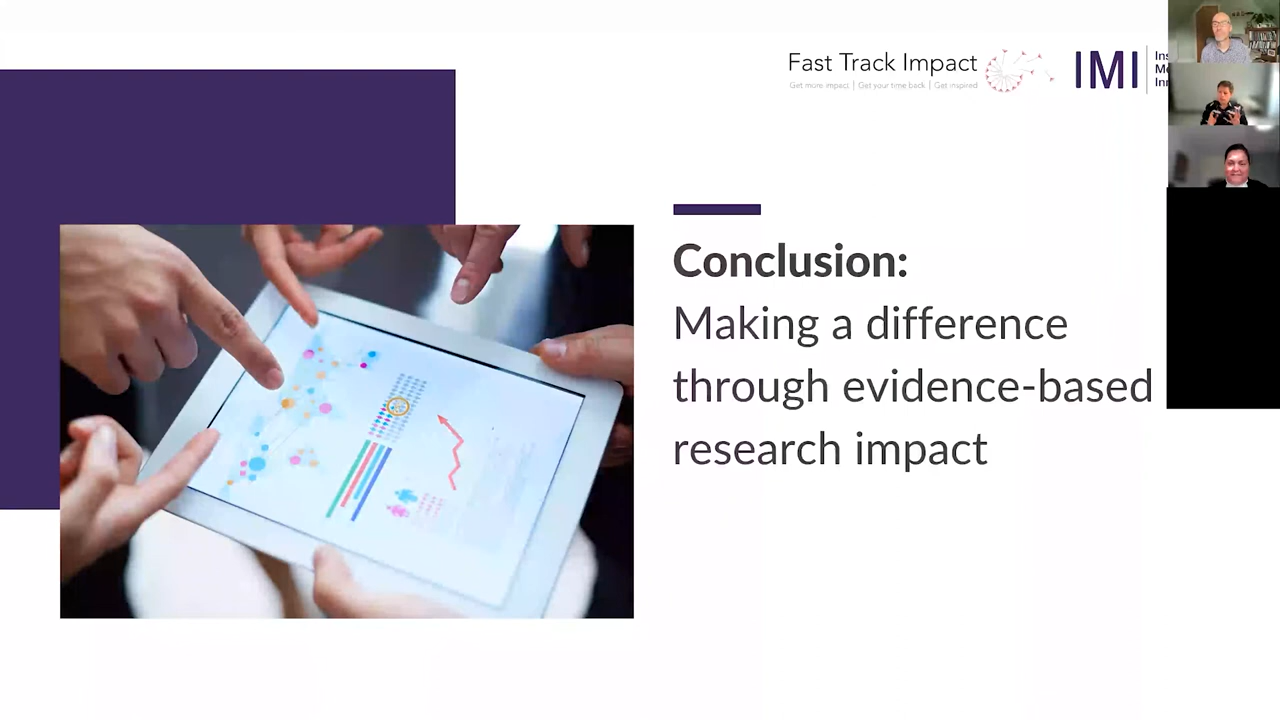 Fast Track Impact
Get more impact | Get your time back | Get inspired
IMI
Conclusion:
Making a difference
through evidence-based
research impact